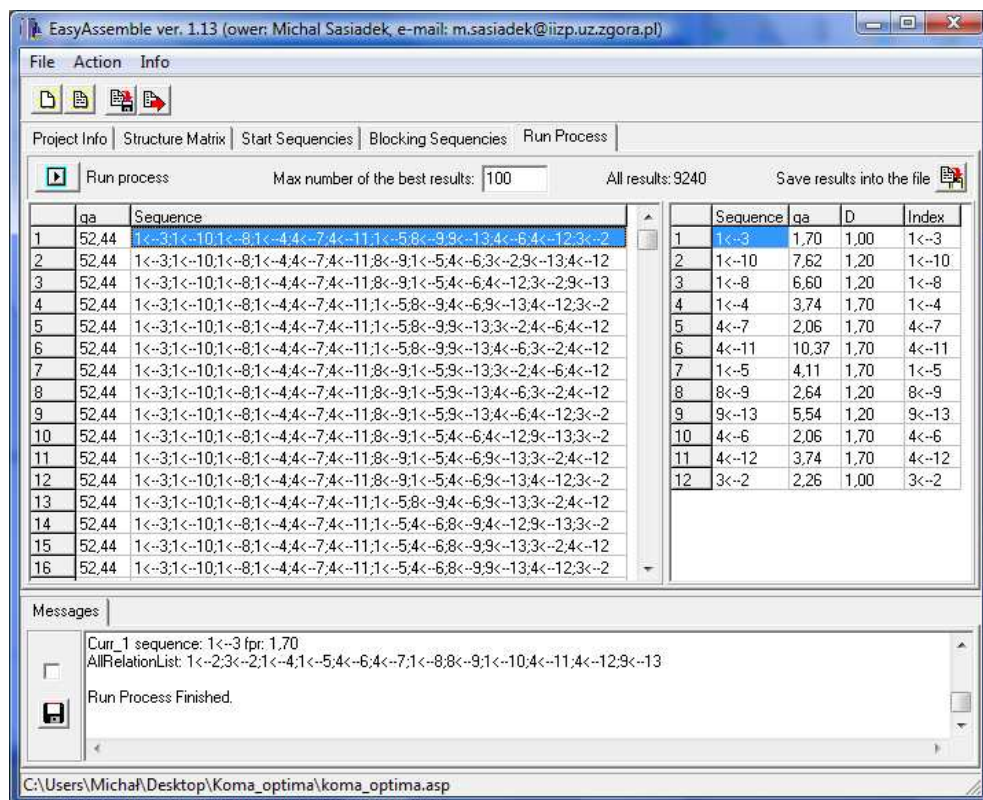 EasyAssemble ver. 1.13 (ower: Michal Sasiadek, e-mail: m.sasiadek@iizp.uz.zgora.pl)
File Action Info
Project Info Structure Matrix Start Sequencies Blocking Sequencies Run Process
Run process Max number of the best results: 100 All results: 9240 Save results into the file
qa Sequence
1 52,44 1<--3;1<--10;1<--8;1<--4;4<--7;4<--11;1<--5;8<--9;9<--13;4<--6;4<--12;3<--2
2 52,44 1<--3;1<--10;1<--8;1<--4;4<--7;4<--11;8<--9;1<--5;4<--6;3<--2;9<--13;4<--12
3 52,44 1<--3;1<--10;1<--8;1<--4;4<--7;4<--11;8<--9;1<--5;4<--6;4<--12;3<--2;9<--13
4 52,44 1<--3;1<--10;1<--8;1<--4;4<--7;4<--11;1<--5;8<--9;4<--6;9<--13;4<--12;3<--2
5 52,44 1<--3;1<--10;1<--8;1<--4;4<--7;4<--11;1<--5;8<--9;9<--13;3<--2;4<--6;4<--12
6 52,44 1<--3;1<--10;1<--8;1<--4;4<--7;4<--11;1<--5;8<--9;9<--13;4<--6;3<--2;4<--12
7 52,44 1<--3;1<--10;1<--8;1<--4;4<--7;4<--11;8<--9;1<--5;9<--13;3<--2;4<--6;4<--12
8 52,44 1<--3;1<--10;1<--8;1<--4;4<--7;4<--11;8<--9;1<--5;9<--13;4<--6;3<--2;4<--12
9 52,44 1<--3;1<--10;1<--8;1<--4;4<--7;4<--11;8<--9;1<--5;9<--13;4<--6;4<--12;3<--2
10 52,44 1<--3;1<--10;1<--8;1<--4;4<--7;4<--11;8<--9;1<--5;4<--6;4<--12;9<--13;3<--2
11 52,44 1<--3;1<--10;1<--8;1<--4;4<--7;4<--11;8<--9;1<--5;4<--6;9<--13;3<--2;4<--12
12 52,44 1<--3;1<--10;1<--8;1<--4;4<--7;4<--11;8<--9;1<--5;4<--6;9<--13;4<--12;3<--2
13 52,44 1<--3;1<--10;1<--8;1<--4;4<--7;4<--11;1<--5;8<--9;4<--6;9<--13;3<--2;4<--12
14 52,44 1<--3;1<--10;1<--8;1<--4;4<--7;4<--11;1<--5;4<--6;8<--9;4<--12;9<--13;3<--2
15 52,44 1<--3;1<--10;1<--8;1<--4;4<--7;4<--11;1<--5;4<--6;8<--9;9<--13;3<--2;4<--12
16 52,44 1<--3;1<--10;1<--8;1<--4;4<--7;4<--11;1<--5;4<--6;8<--9;9<--13;4<--12;3<--2
Sequence qa D Index
1 1<--3 1,70 1,00 1<--3
2 1<--10 7,62 1,20 1<--10
3 1<--8 6,60 1,20 1<--8
4 1<--4 3,74 1,70 1<--4
5 4<--7 2,06 1,70 4<--7
6 4<--11 10,37 1,70 4<--11
7 1<--5 4,11 1,70 1<--5
8 8<--9 2,64 1,20 8<--9
9 9<--13 5,54 1,20 9<--13
10 4<--6 2,06 1,70 4<--6
11 4<--12 3,74 1,70 4<--12
12 3<--2 2,26 1,00 3<--2
Messages
Curr_1 sequence: 1<--3 fpr: 1,70
AllRelationList: 1<--2;3<--2;1<--4;1<--5;4<--6;4<--7;1<--8;8<--9;1<--10;4<--11;4<--12;9<--13
Run Process Finished.
C:\Users\Michał\Desktop\Koma_optima\koma_optima.asp